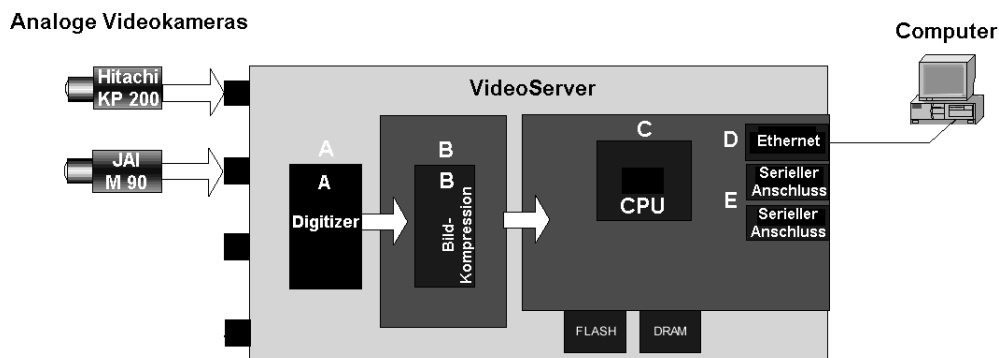 Analoge Videokameras
Computer
Hitachi
KP 200
VideoServer
JAI
M 90
A
A
Digitizer
B
B
Bild-
Kompression
C
CPU
D
Ethernet
Serieller
Anschluss
E
Serieller
Anschluss
FLASH
DRAM